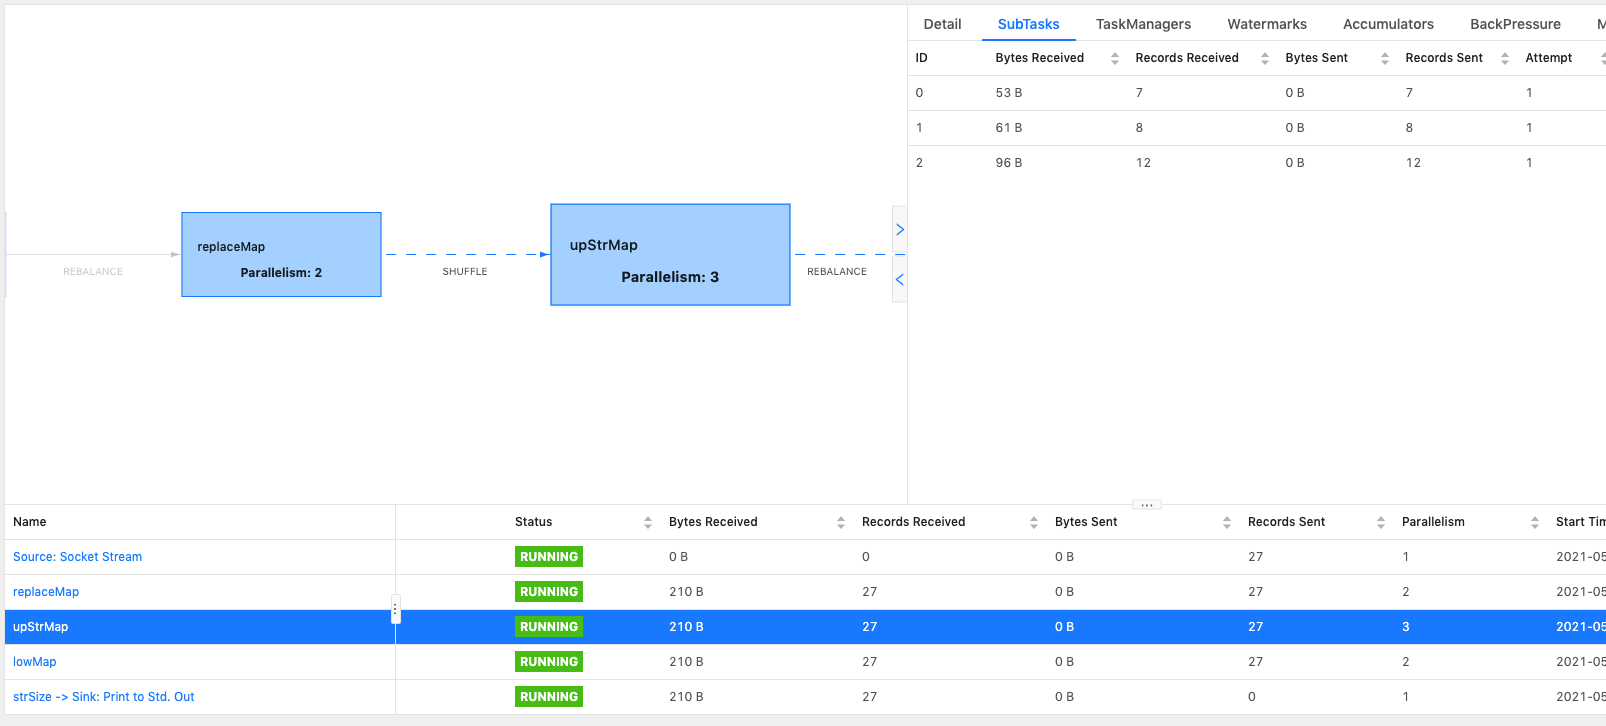 Detail SubTasks TaskManagers Watermarks Accumulators BackPressure
ID Bytes Received Records Received Bytes Sent Records Sent Attempt
0 53 B 7 0 B 7 1
1 61 B 8 0 B 8 1
2 96 B 12 0 B 12 1
replaceMap
Parallelism: 2
upStrMap
Parallelism: 3
REBALANCE
SHUFFLE
REBALANCE
Name Status Bytes Received Records Received Bytes Sent Records Sent Parallelism Start Tim
Source: Socket Stream RUNNING 0 B 0 0 B 27 1 2021-05
replaceMap RUNNING 210 B 27 0 B 27 2 2021-05
upStrMap RUNNING 210 B 27 0 B 27 3 2021-05
lowMap RUNNING 210 B 27 0 B 27 2 2021-05
strSize -> Sink: Print to Std. Out RUNNING 210 B 27 0 B 0 1 2021-05